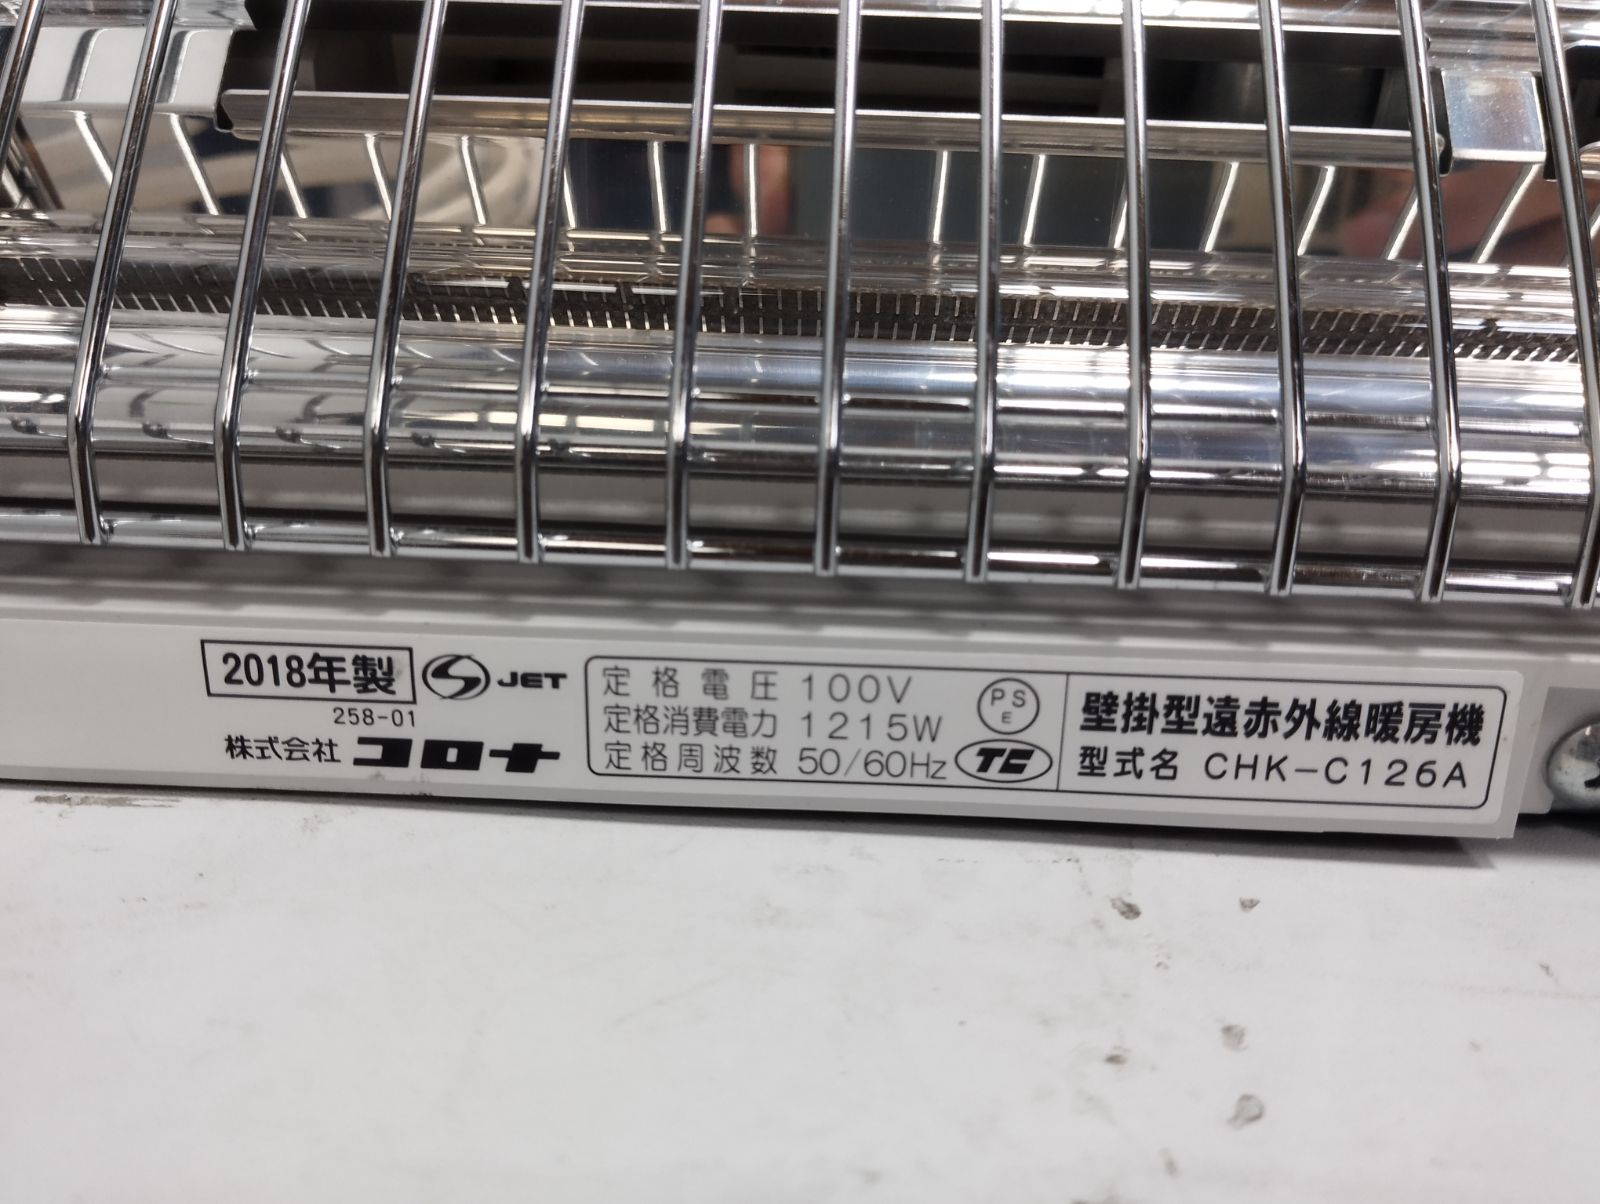 2018年製
JET
258-01
株式会社 コロナ
定格電圧 100V
定格消費電力 1215W
定格周波数 50/60Hz
PS
E
TC
壁掛型遠赤外線暖房機
型式名 CHK-C126A